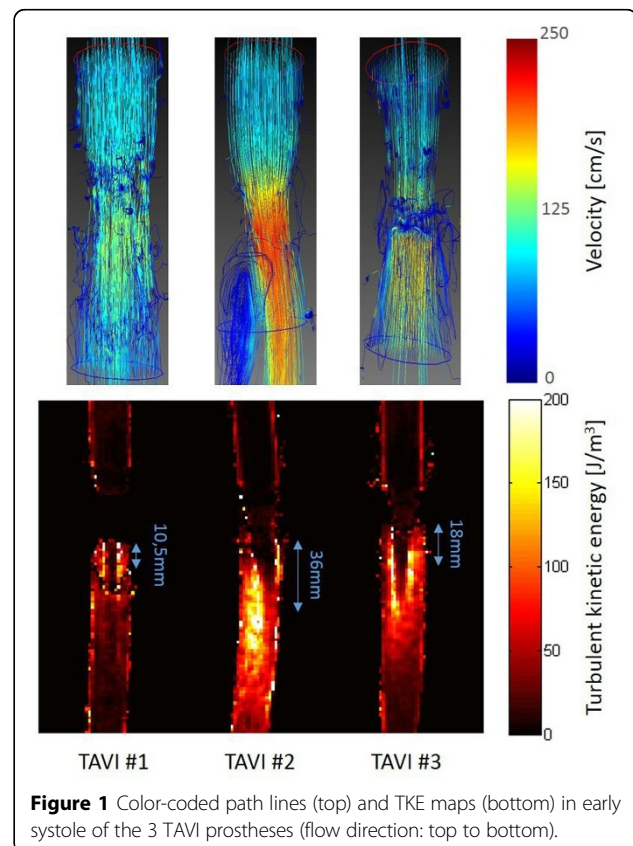 250
125
0
Velocity [cm/s]
200
150
100
50
0
Turbulent kinetic energy [J/m³]
10,5mm
36mm
18mm
TAVI #1
TAVI #2
TAVI #3
Figure 1 Color-coded path lines (top) and TKE maps (bottom) in early
systole of the 3 TAVI prostheses (flow direction: top to bottom).